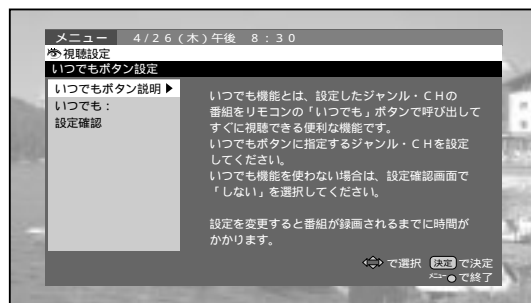 メニュー　4/26(木)午後　8:30
視聴設定
いつでもボタン設定
いつでもボタン説明▶
いつでも:
設定確認
いつでも機能とは、設定したジャンル・CHの
番組をリモコンの「いつでも」ボタンで呼び出して
すぐに視聴できる便利な機能です。
いつでもボタンに指定するジャンル・CHを設定
してください。
いつでも機能を使わない場合は、設定確認画面で
「しない」を選択してください。
設定を変更すると番組が録画されるまでに時間が
かかります。
で選択 決定 で決定
メニュー で終了